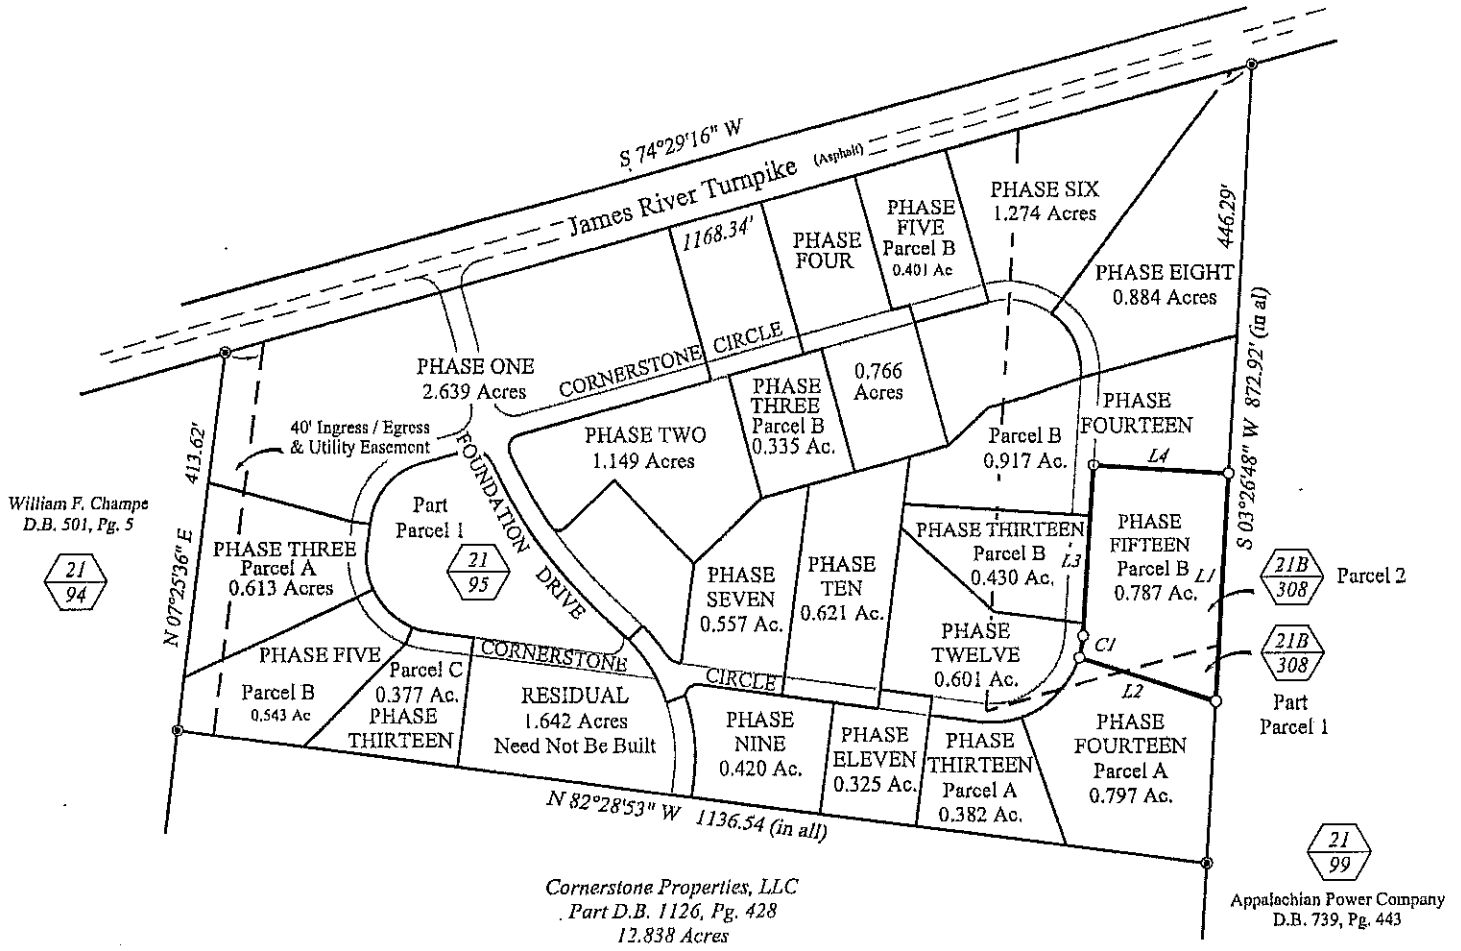 S 74°29'16" W
James River Turnpike (Asphalt)
1168.34'
PHASE SIX
1.274 Acres
PHASE
FIVE
Parcel B
0.401 Ac
PHASE
FOUR
446.29'
PHASE EIGHT
0.884 Acres
S 03°26'48" W 872.92' (in al)
PHASE ONE
2.639 Acres
CORNERSTONE CIRCLE
0.766
Acres
PHASE
THREE
Parcel B
0.335 Ac.
PHASE
FOURTEEN
413.62'
40' Ingress / Egress
& Utility Easement
PHASE TWO
1.149 Acres
Parcel B
0.917 Ac.
L4
William F. Champe
D.B. 501, Pg. 5
21
94
N 07°25'36" E
Part
Parcel 1
21
95
FOUNDATION DRIVE
PHASE THREE
Parcel A
0.613 Acres
PHASE THIRTEEN
Parcel B
0.430 Ac.
L3
PHASE
FIFTEEN
Parcel B
0.787 Ac.
L1
21B
308
Parcel 2
PHASE
SEVEN
0.557 Ac.
PHASE
TEN
0.621 Ac.
PHASE
TWELVE
0.601 Ac.
C1
L2
21B
308
Part
Parcel 1
PHASE FIVE
Parcel B
0.543 Ac
Parcel C
0.377 Ac.
PHASE
THIRTEEN
CORNERSTONE CIRCLE
RESIDUAL
1.642 Acres
Need Not Be Built
PHASE
NINE
0.420 Ac.
PHASE
ELEVEN
0.325 Ac.
PHASE
THIRTEEN
Parcel A
0.382 Ac.
PHASE
FOURTEEN
Parcel A
0.797 Ac.
N 82°28'53" W 1136.54 (in all)
21
99
Appalachian Power Company
D.B. 739, Pg. 443
Cornerstone Properties, LLC
Part D.B. 1126, Pg. 428
12.838 Acres